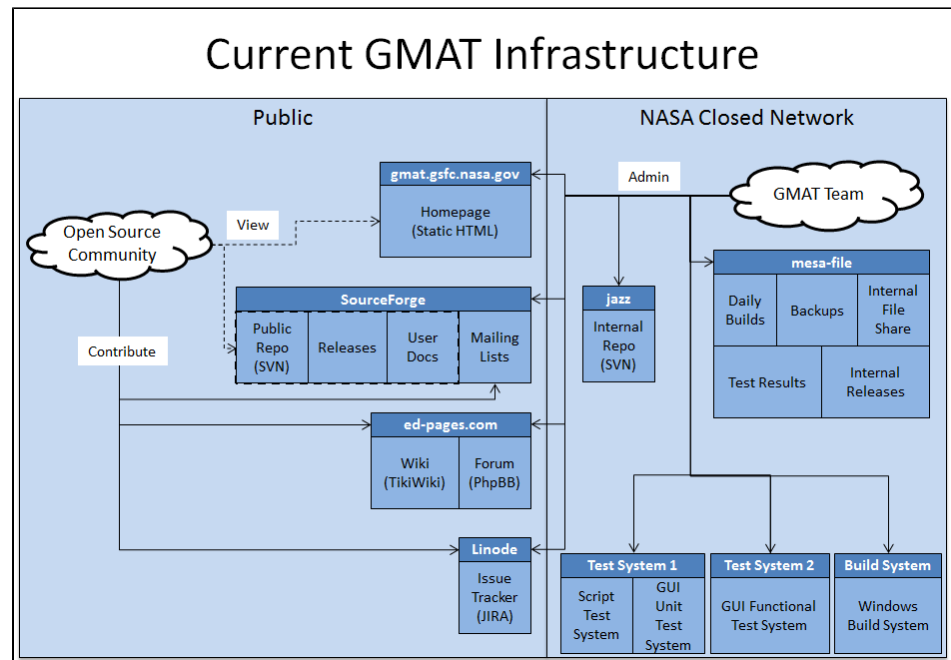 Current GMAT Infrastructure
Public
NASA Closed Network
gmat.gsfc.nasa.gov
Homepage
(Static HTML)
Admin
GMAT Team
View
Open Source
Community
mesa-file
Daily
Builds
Backups
Internal
File
Share
Test Results
Internal
Releases
SourceForge
Public
Repo
(SVN)
Releases
User
Docs
Mailing
Lists
jazz
Internal
Repo
(SVN)
Contribute
ed-pages.com
Wiki
(TikiWiki)
Forum
(PhpBB)
Linode
Issue
Tracker
(JIRA)
Test System 1
Script
Test
System
GUI
Unit
Test
System
Test System 2
GUI Functional
Test System
Build System
Windows
Build System